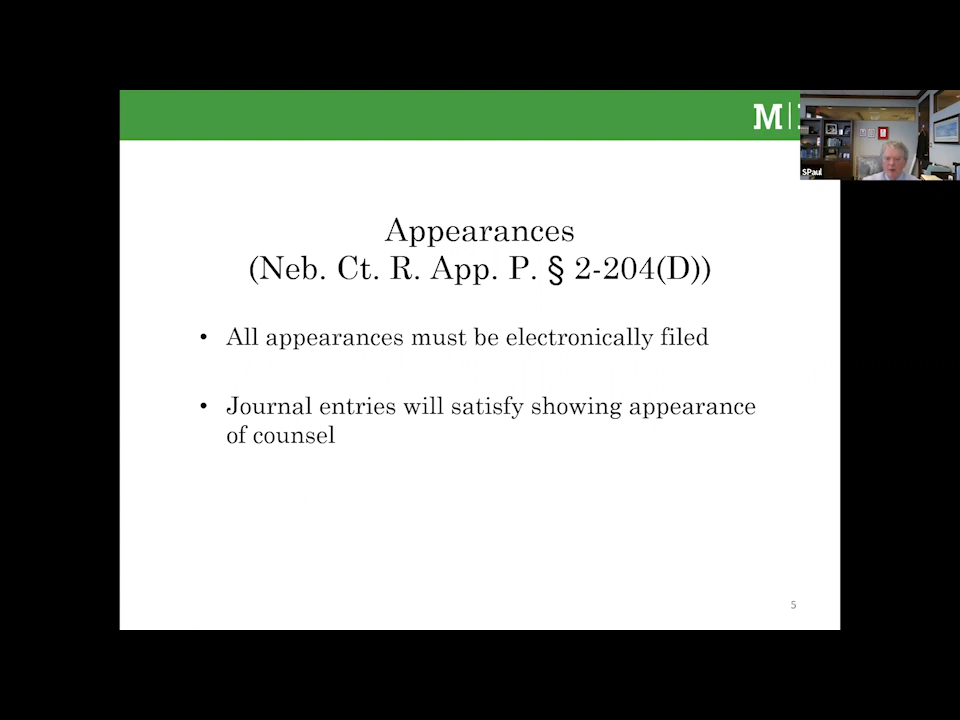 M|
SPaul
Appearances
(Neb. Ct. R. App. P. § 2-204(D))
• All appearances must be electronically filed
• Journal entries will satisfy showing appearance
of counsel
5